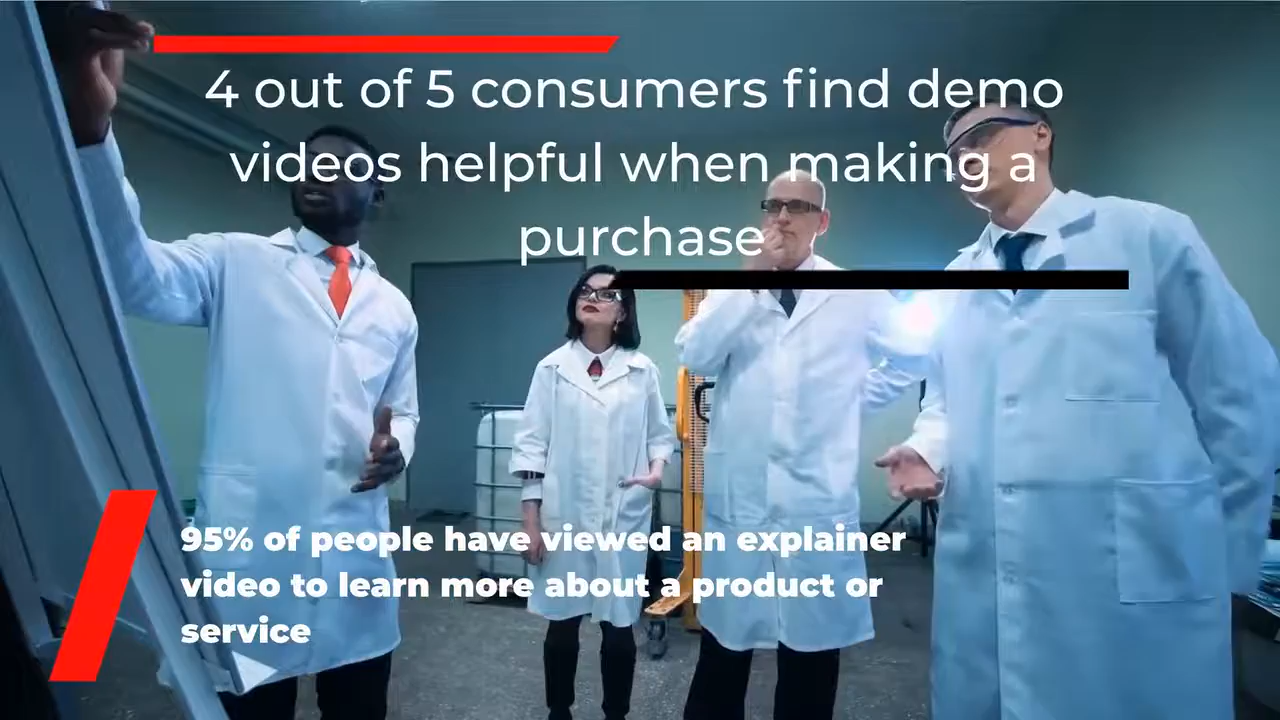 4 out of 5 consumers find demo
videos helpful when making a
purchase
95% of people have viewed an explainer
video to learn more about a product or
service